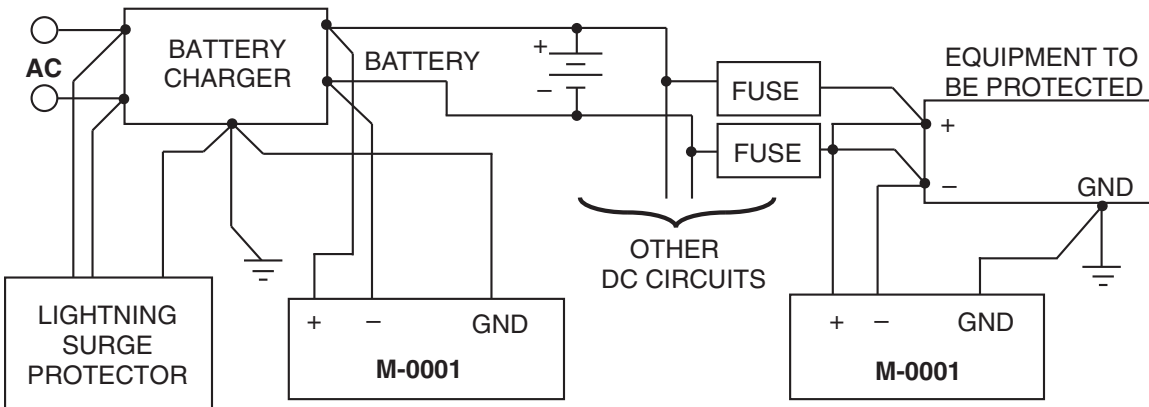 AC
BATTERY
CHARGER
BATTERY
+
−
FUSE
FUSE
EQUIPMENT TO
BE PROTECTED
+
−
GND
OTHER
DC CIRCUITS
LIGHTNING
SURGE
PROTECTOR
+ − GND
M-0001
+ − GND
M-0001